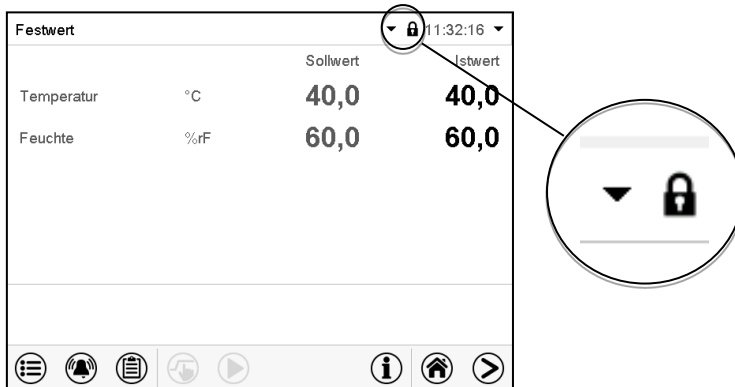 Festwert 11:32:16
Sollwert Istwert
Temperatur °C 40,0 40,0
Feuchte %rF 60,0 60,0